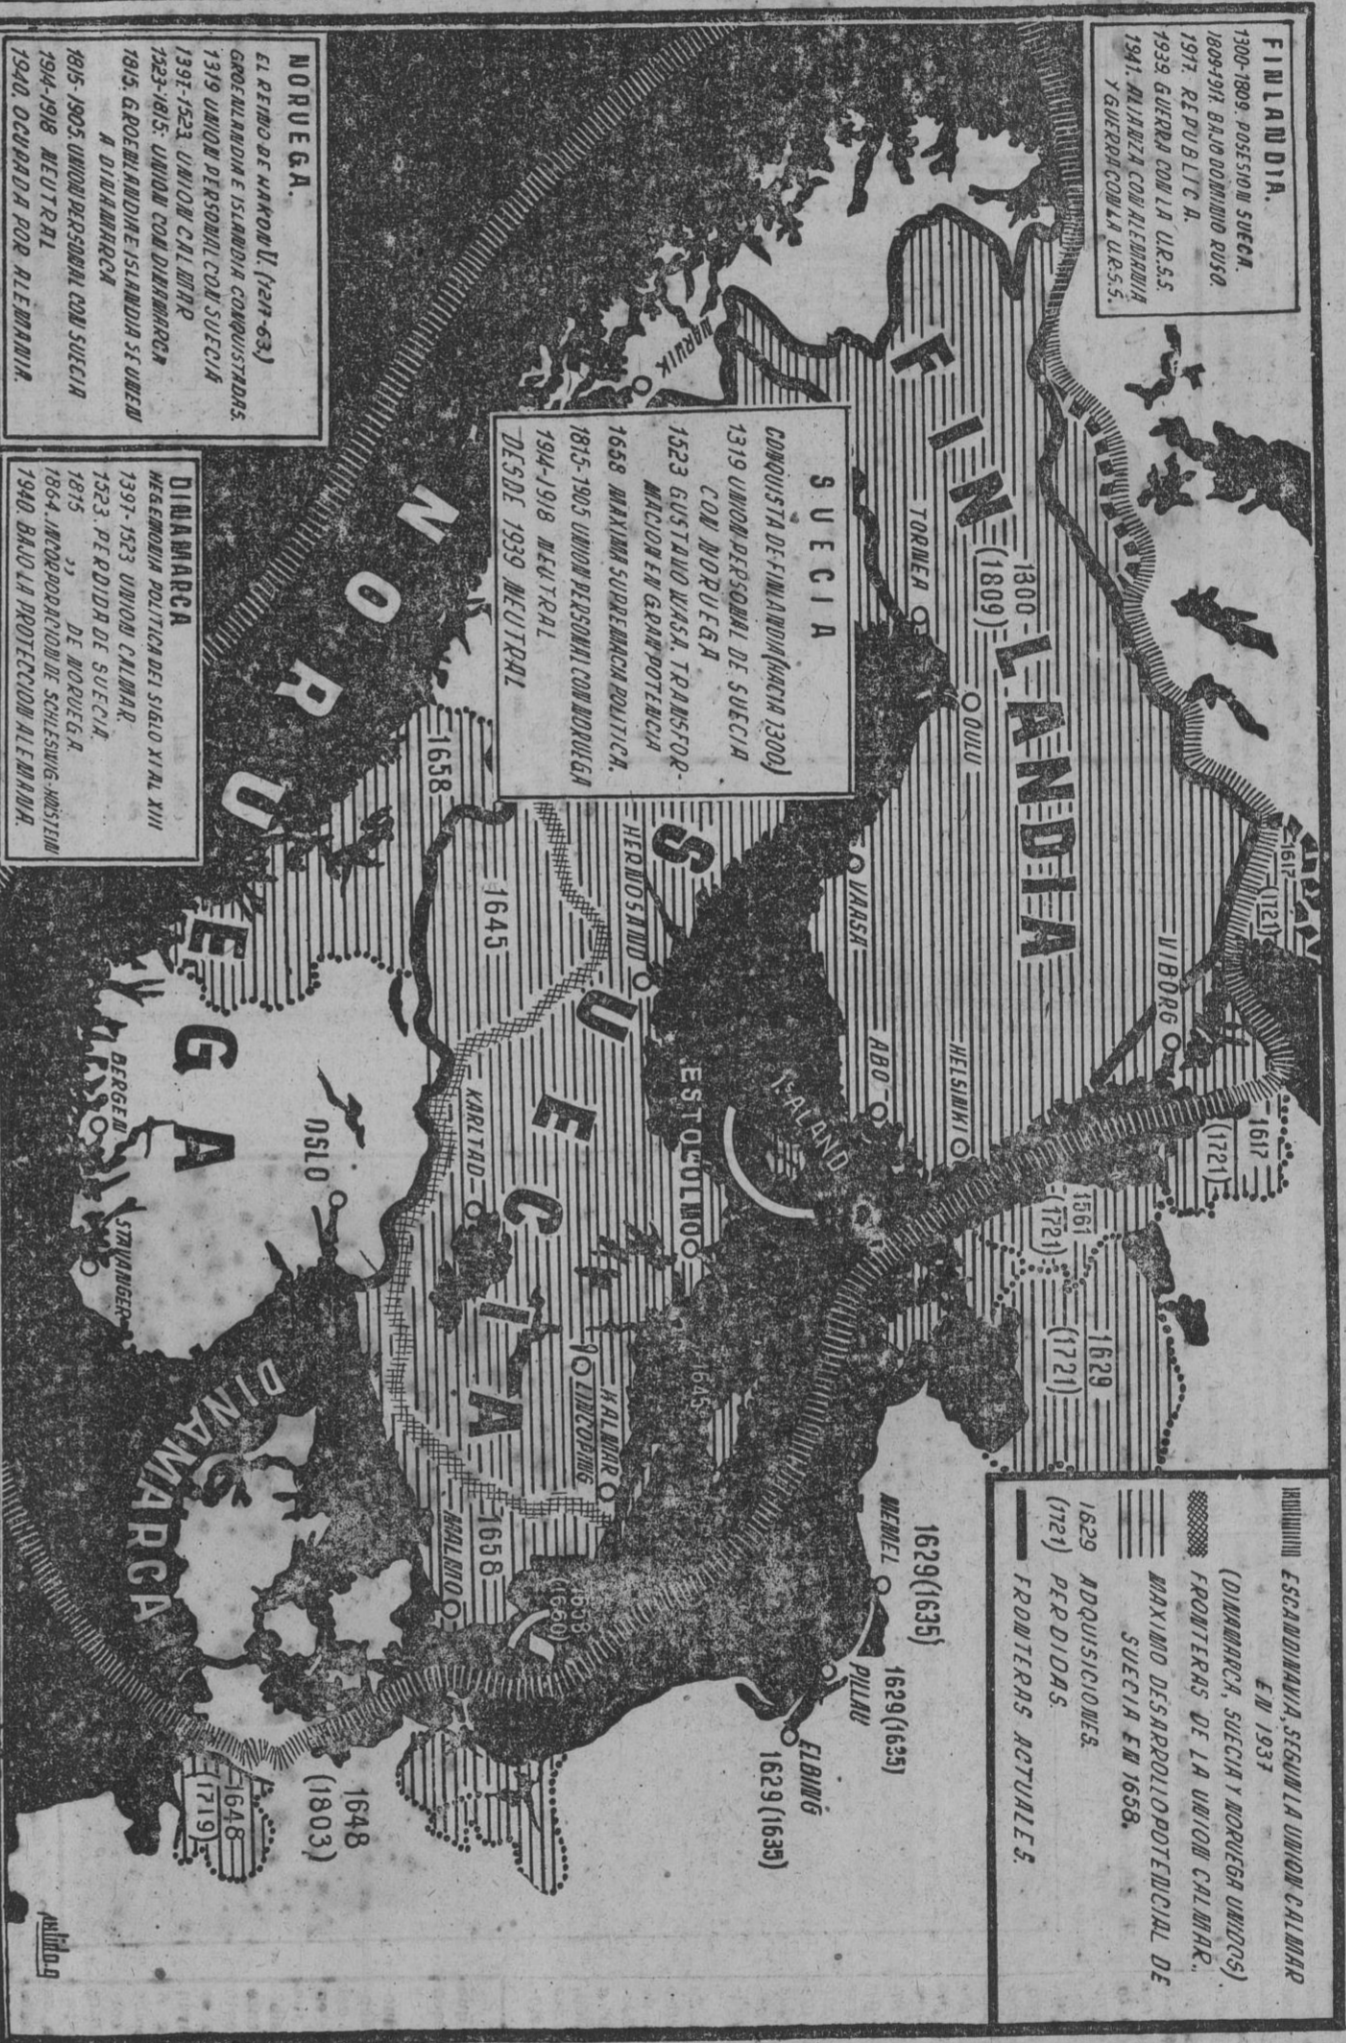 FINLANDIA.
1300-1809. POSESION SUECA.
1809-1917. BAJO DOMINIO RUSO.
1917. REPUBLICA.
1939. GUERRA CON LA U.R.S.S.
1941. ALIANZA CON ALEMANIA
Y GUERRA CON LA U.R.S.S.
NORUEGA.
EL REINO DE HAKON V. (1217-63.)
GROENLANDIA E ISLANDIA CONQUISTADAS.
1319 UNION PERSONAL CON SUECIA
1397-1523. UNION CALMAR
1523-1815. UNION CON DINAMARCA
1815. GROENLANDIA E ISLANDIA SE UNEN
A DINAMARCA
1815-1905. UNION PERSONAL CON SUECIA
1914-1918 NEUTRAL
1940. OCUPADA POR ALEMANIA.
SUECIA
CONQUISTA DE FINLANDIA (HACIA 1300)
1319 UNION PERSONAL DE SUECIA
CON NORUEGA
1523 GUSTAVO WASA. TRANSFOR-
MACION EN GRAN POTENCIA
1658 MAXIMA SUPREMACIA POLITICA.
1815-1905 UNION PERSONAL CON NORUEGA
1914-1918 NEUTRAL
DESDE 1939 NEUTRAL
DINAMARCA
HEGEMONIA POLITICA DEL SIGLO XI AL XIII
1397-1523 UNION CALMAR
1523. PERDIDA DE SUECIA
1815 ,, DE NORUEGA.
1864. INCORPORACION DE SCHLESWIG-HOLSTEIN
1940. BAJO LA PROTECCION ALEMANA.
ESCANDINAVIA, SEGUN LA UNION CALMAR
EN 1937
(DINAMARCA, SUECIA Y NORUEGA UNIDOS).
FRONTERAS DE LA UNION CALMAR.
MAXIMO DESARROLLO POTENCIAL DE
SUECIA EN 1658.
1629 ADQUISICIONES.
(1721) PERDIDAS.
FRONTERAS ACTUALES.
FINLANDIA
1300
(1809)
NARVIK
TORNEA
OULU
VARSA
VIBORG
HELSINKI
ABO
I. ALAND
1617
(1721)
1617
(1721)
1561
(1721)
1629
(1721)
NORUEGA
1658
1645
BERGEN
STAVANGER
OSLO
SUECIA
HERNOSAND
ESTOCOLMO
KARLTAD
LINCOPING
KALMAR
1645
MALMO
1658
1658
(1660)
DINAMARCA
MEMEL
1629 (1635)
PILLAU
1629 (1635)
ELBING
1629 (1635)
1648
(1803)
1648
(1719)